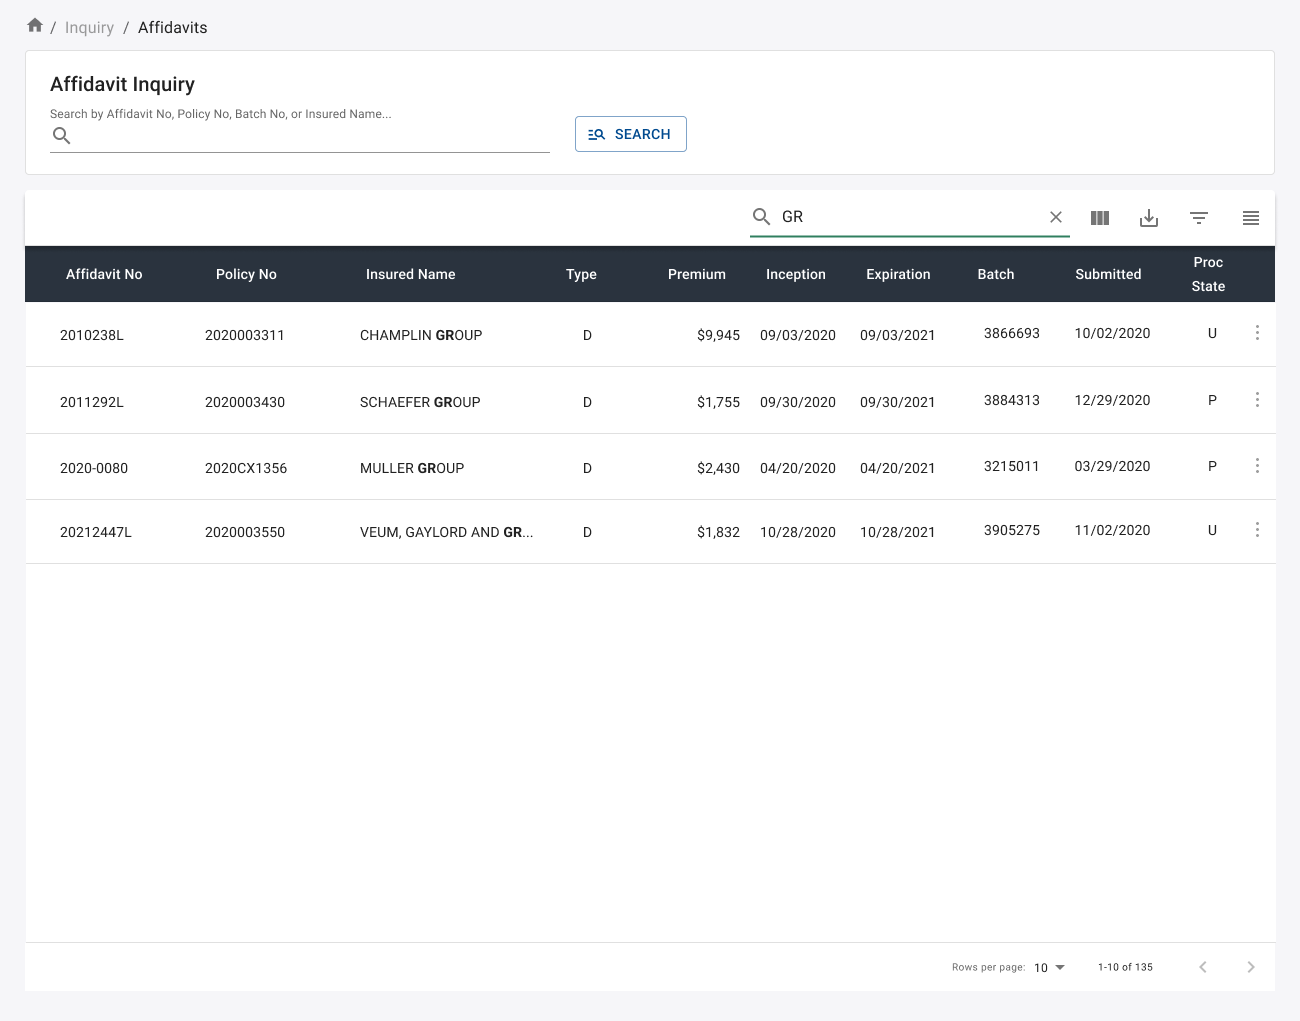 / Inquiry / Affidavits
Affidavit Inquiry
Search by Affidavit No, Policy No, Batch No, or Insured Name...
SEARCH
GR
Affidavit No Policy No Insured Name Type Premium Inception Expiration Batch Submitted Proc State
2010238L 2020003311 CHAMPLIN GROUP D $9,945 09/03/2020 09/03/2021 3866693 10/02/2020 U
2011292L 2020003430 SCHAEFER GROUP D $1,755 09/30/2020 09/30/2021 3884313 12/29/2020 P
2020-0080 2020CX1356 MULLER GROUP D $2,430 04/20/2020 04/20/2021 3215011 03/29/2020 P
20212447L 2020003550 VEUM, GAYLORD AND GR... D $1,832 10/28/2020 10/28/2021 3905275 11/02/2020 U
Rows per page: 10 1-10 of 135